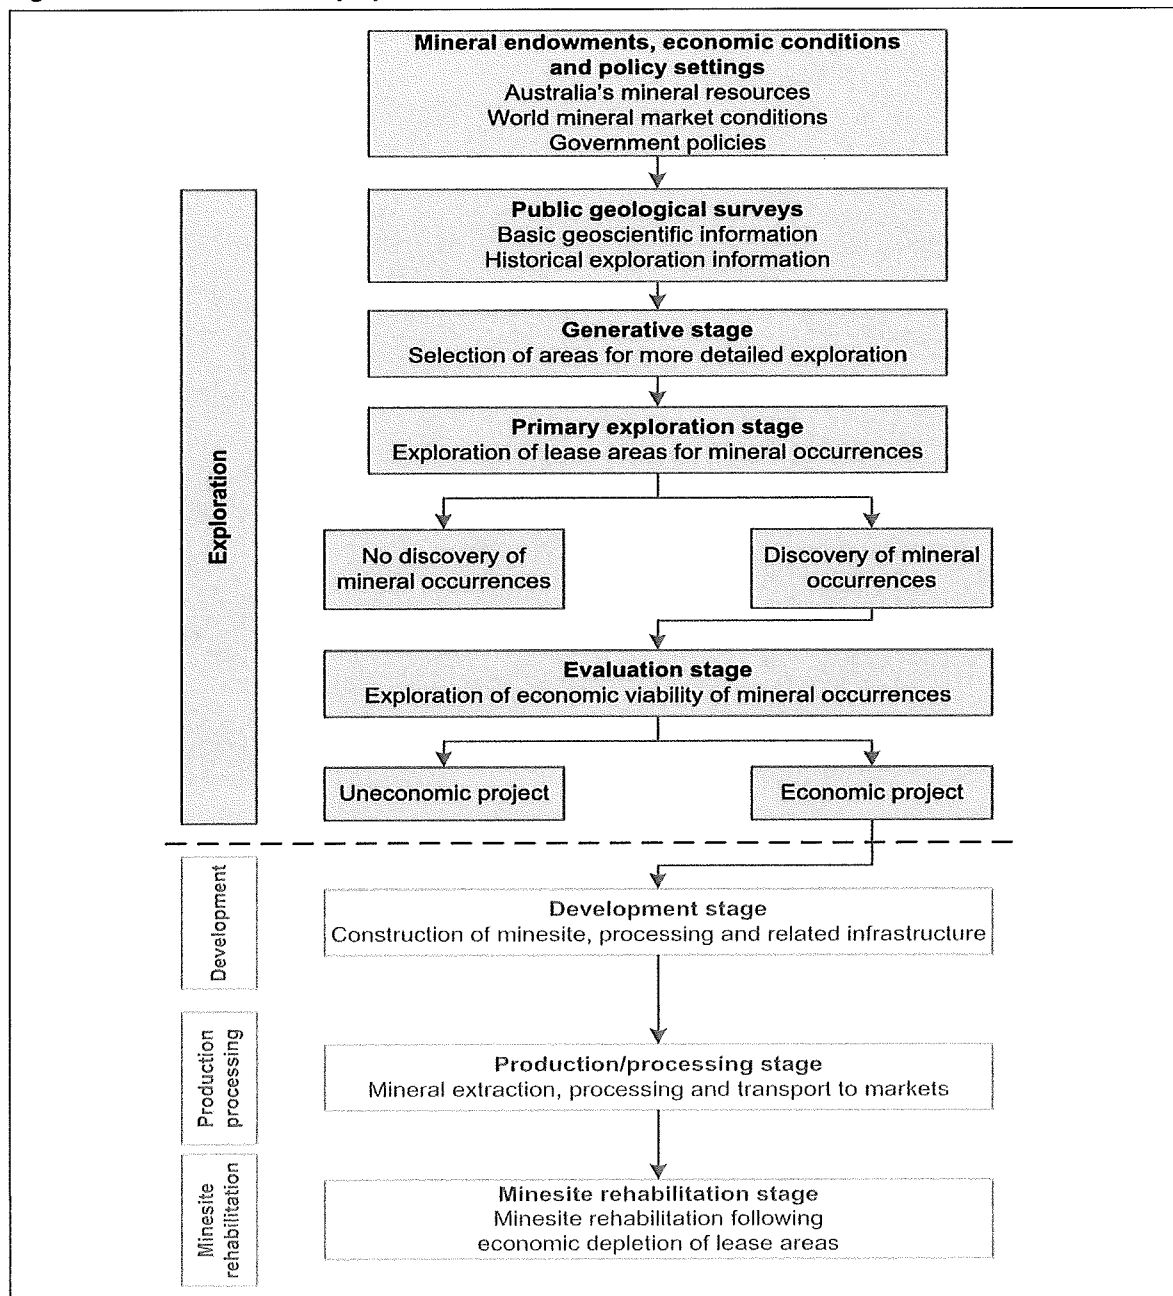 Mineral endowments, economic conditions
and policy settings
Australia's mineral resources
World mineral market conditions
Government policies
Public geological surveys
Basic geoscientific information
Historical exploration information
Generative stage
Selection of areas for more detailed exploration
Primary exploration stage
Exploration of lease areas for mineral occurrences
Exploration
No discovery of
mineral occurrences
Discovery of mineral
occurrences
Evaluation stage
Exploration of economic viability of mineral occurrences
Uneconomic project
Economic project
Development
Development stage
Construction of minesite, processing and related infrastructure
Production
processing
Production/processing stage
Mineral extraction, processing and transport to markets
Minesite
rehabilitation
Minesite rehabilitation stage
Minesite rehabilitation following
economic depletion of lease areas